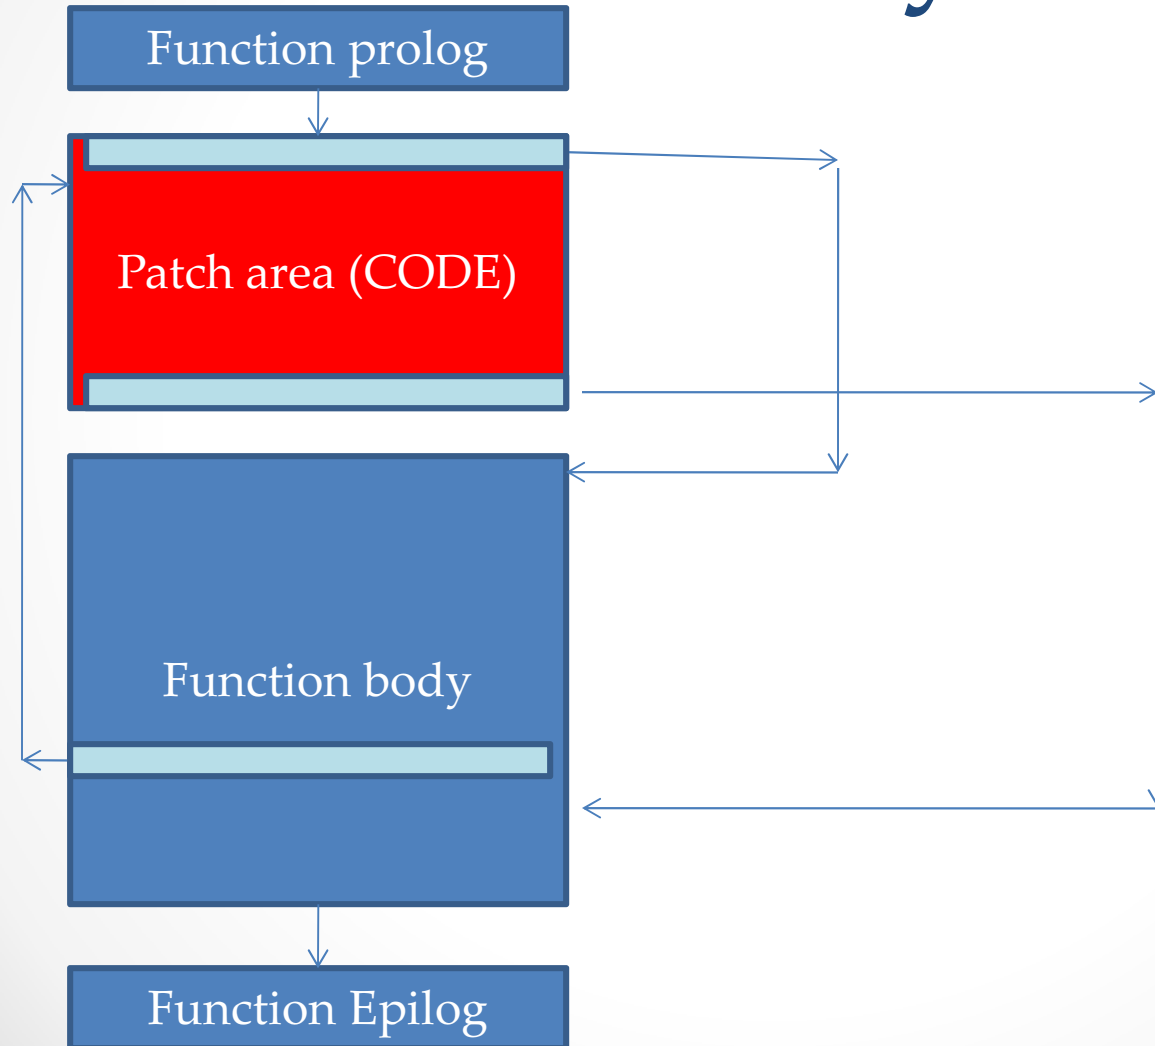 Function prolog
Patch area (CODE)
Function body
Function Epilog